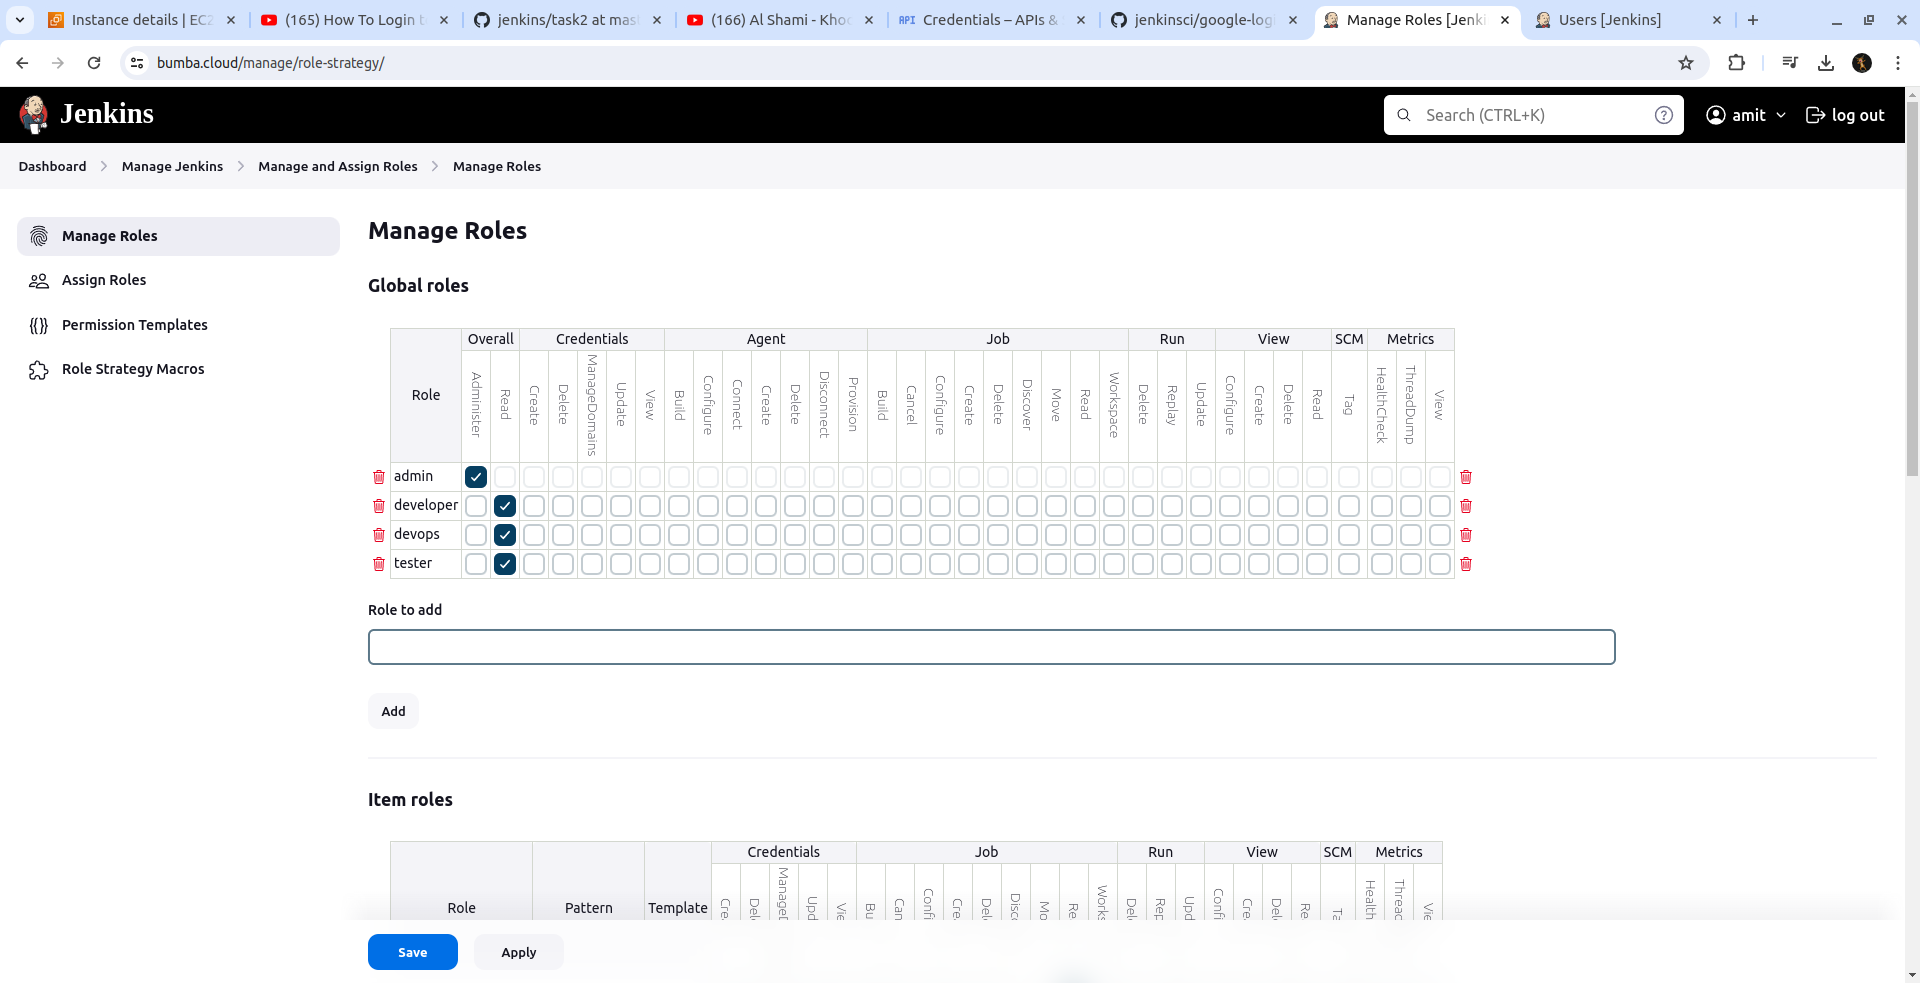 Instance details | EC2
(165) How To Login t
jenkins/task2 at mas
(166) Al Shami - Khod
API Credentials – APIs &
jenkinsci/google-logi
Manage Roles [Jenki
Users [Jenkins]
bumba.cloud/manage/role-strategy/
Jenkins
Search (CTRL+K)
?
amit
log out
Dashboard
Manage Jenkins
Manage and Assign Roles
Manage Roles
Manage Roles
Assign Roles
Permission Templates
Role Strategy Macros
Manage Roles
Global roles
Role Overall Credentials Agent Job Run View SCM Metrics
Administer Read Create Delete ManageDomains Update View Build Configure Connect Create Delete Disconnect Provision Build Cancel Configure Create Delete Discover Move Read Workspace Delete Replay Update Configure Create Delete Read Tag HealthCheck ThreadDump View
admin
developer
devops
tester
Role to add
Add
Item roles
Credentials Job Run View SCM Metrics
Role Pattern Template Cre Del ManageD Upd Vie Bu Can Confi Cre Del Disc Mo Re Works Del Rep Upd Confi Cre Del Re Ta Health Threac Vie
Save
Apply